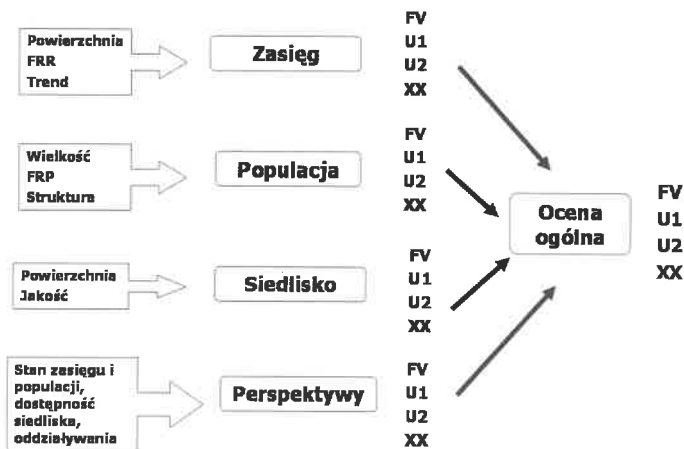 Powierzchnia
FRR
Trend
Zasięg
FV
U1
U2
XX
Wielkość
FRP
Struktura
Populacja
FV
U1
U2
XX
Powierzchnia
Jakość
Siedlisko
FV
U1
U2
XX
Stan zasięgu i
populacji,
dostępność
siedliska,
oddziaływania
Perspektywy
FV
U1
U2
XX
Ocena
ogólna
FV
U1
U2
XX